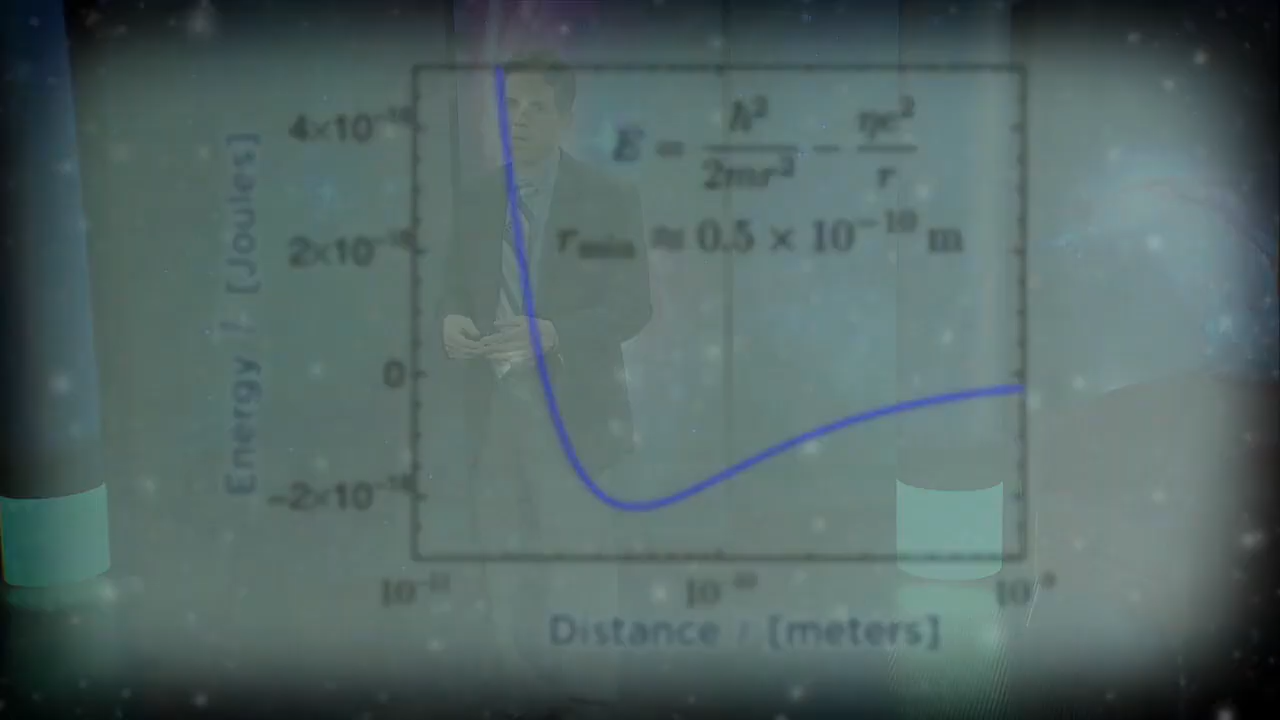 4×10⁻¹⁸
E = ħ²/2mr² − ηe²/r
2×10⁻¹⁸
r_min ≈ 0.5 × 10⁻¹⁰ m
0
−2×10⁻¹⁸
Energy / [Joules]
10⁻¹¹ 10⁻¹⁰ 10⁻⁹
Distance / [meters]